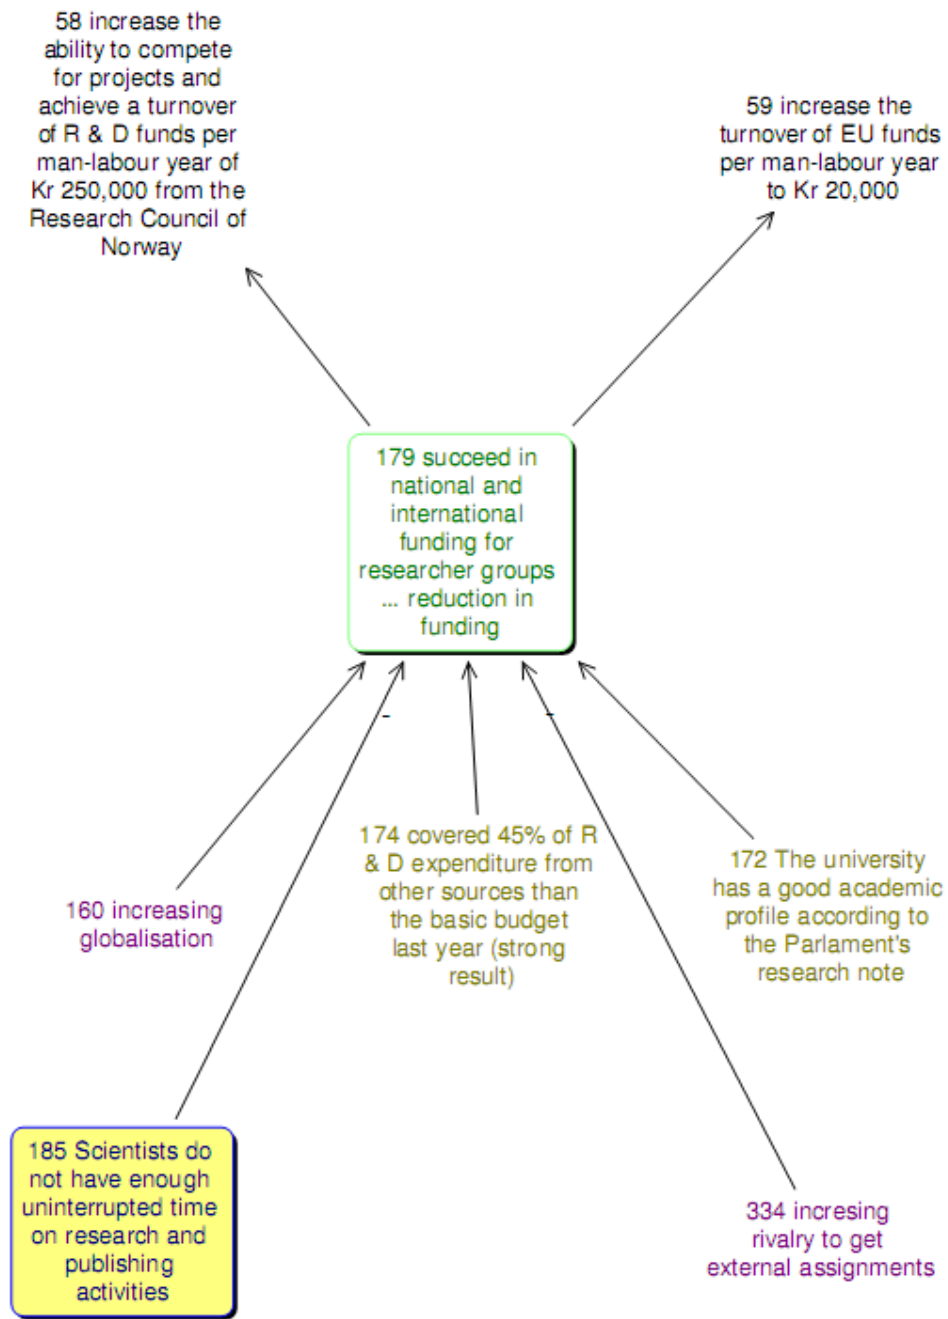 58 increase the
ability to compete
for projects and
achieve a turnover
of R & D funds per
man-labour year of
Kr 250,000 from the
Research Council of
Norway
59 increase the
turnover of EU funds
per man-labour year
to Kr 20,000
179 succeed in
national and
international
funding for
researcher groups
... reduction in
funding
-
-
174 covered 45% of R
& D expenditure from
other sources than
the basic budget
last year (strong
result)
172 The university
has a good academic
profile according to
the Parlament's
research note
160 increasing
globalisation
185 Scientists do
not have enough
uninterrupted time
on research and
publishing
activities
334 incresing
rivalry to get
external assignments